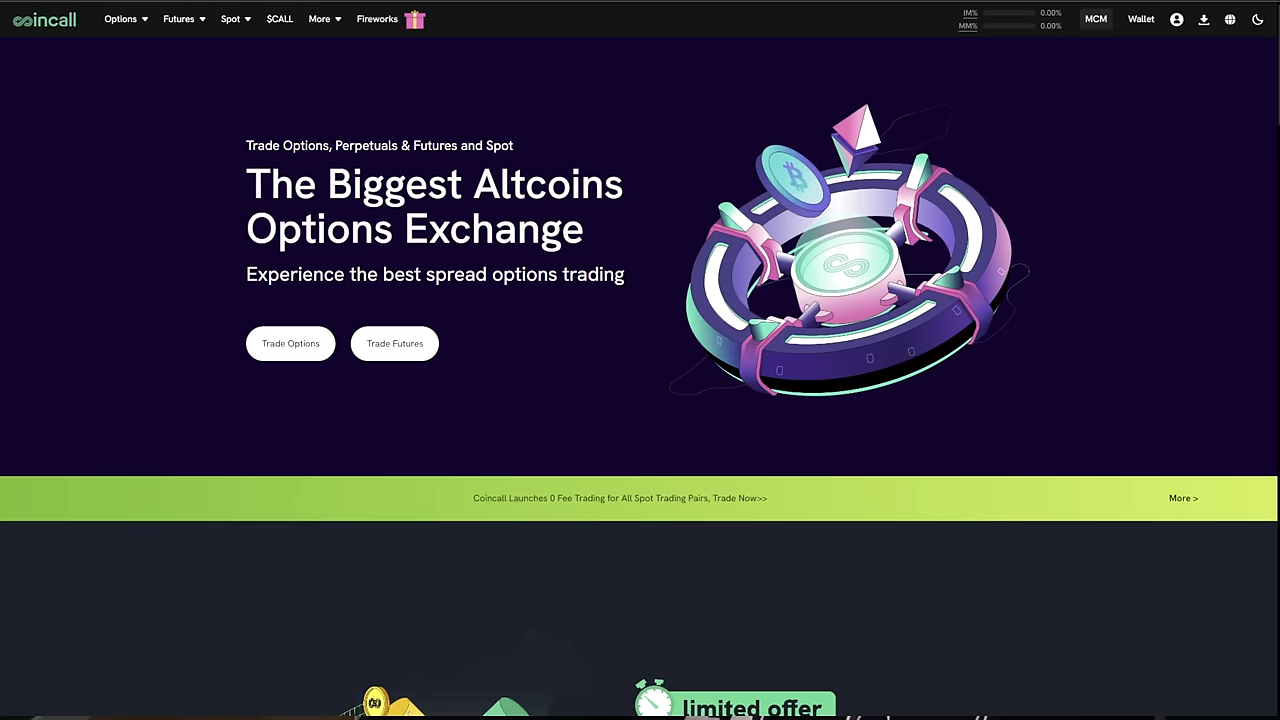 coincall
Options
Futures
Spot
$CALL
More
Fireworks
IM%
0.00%
MM%
0.00%
MCM
Wallet
Trade Options, Perpetuals & Futures and Spot
The Biggest Altcoins
Options Exchange
Experience the best spread options trading
Trade Options
Trade Futures
Coincall Launches 0 Fee Trading for All Spot Trading Pairs, Trade Now>>
More >
limited offer